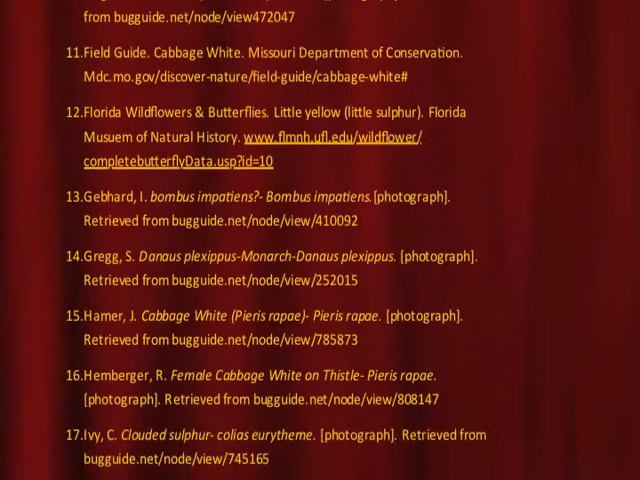 from bugguide.net/node/view472047
11.Field Guide. Cabbage White. Missouri Department of Conservation.
Mdc.mo.gov/discover-nature/field-guide/cabbage-white#
12.Florida Wildflowers & Butterflies. Little yellow (little sulphur). Florida
Musuem of Natural History. www.flmnh.ufl.edu/wildflower/
completebutterflyData.usp?id=10
13.Gebhard, I. bombus impatiens?- Bombus impatiens.[photograph].
Retrieved from bugguide.net/node/view/410092
14.Gregg, S. Danaus plexippus-Monarch-Danaus plexippus. [photograph].
Retrieved from bugguide.net/node/view/252015
15.Hamer, J. Cabbage White (Pieris rapae)- Pieris rapae. [photograph].
Retrieved from bugguide.net/node/view/785873
16.Hemberger, R. Female Cabbage White on Thistle- Pieris rapae.
[photograph]. Retrieved from bugguide.net/node/view/808147
17.Ivy, C. Clouded sulphur- colias eurytheme. [photograph]. Retrieved from
bugguide.net/node/view/745165